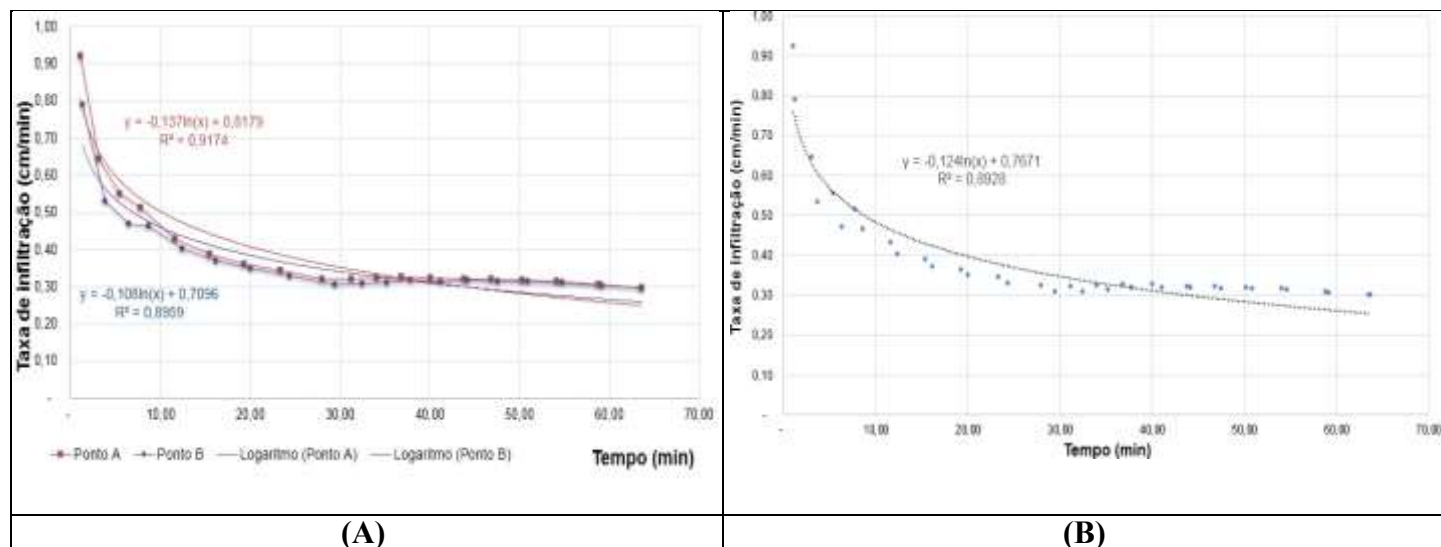 Taxa de infiltração (cm/min)
1,00
0,90
0,80
0,70
0,60
0,50
0,40
0,30
0,20
0,10
-
y = -0,137ln(x) + 0,8179
R² = 0,9174
y = -0,108ln(x) + 0,7096
R² = 0,8959
- 10,00 20,00 30,00 40,00 50,00 60,00 70,00
Ponto A Ponto B Logaritmo (Ponto A) Logaritmo (Ponto B)
Tempo (min)
(A)
Taxa de infiltração (cm/min)
1,00
0,90
0,80
0,70
0,60
0,50
0,40
0,30
0,20
0,10
-
y = -0,124ln(x) + 0,7671
R² = 0,8928
- 10,00 20,00 30,00 40,00 50,00 60,00 70,00
Tempo (min)
(B)